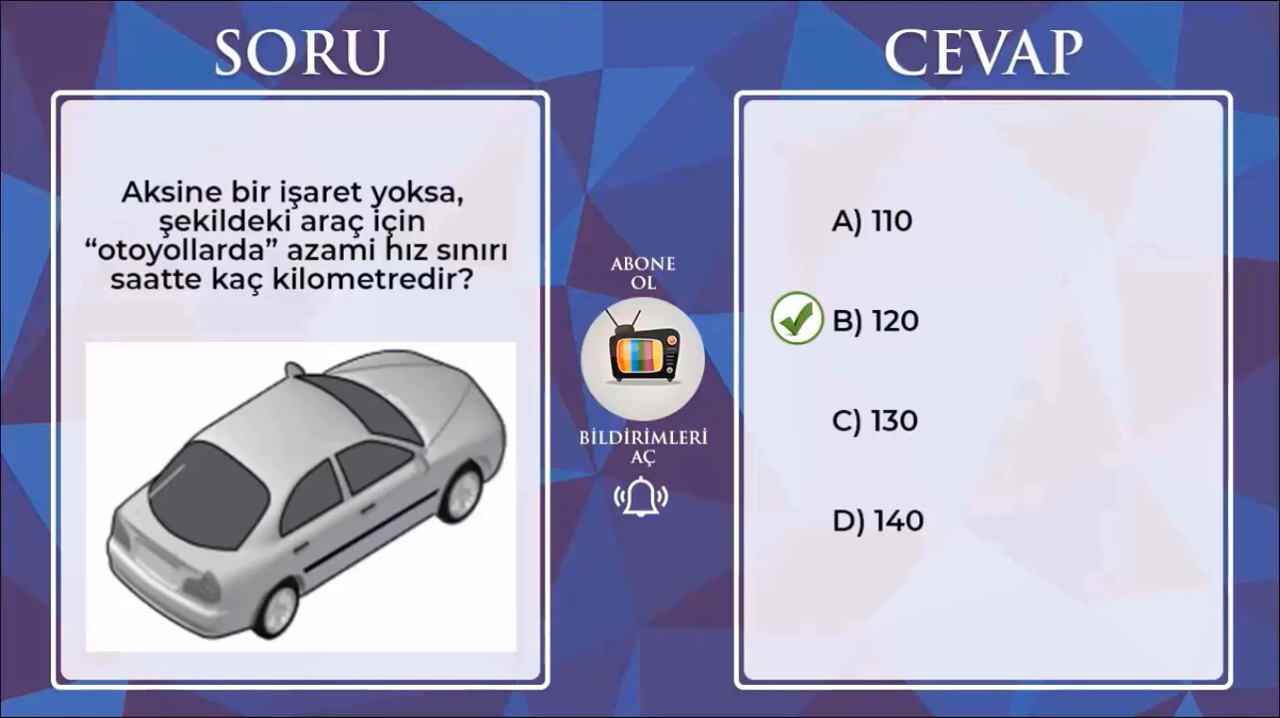 SORU
Aksine bir işaret yoksa,
şekildeki araç için
“otoyollarda” azami hız sınırı
saatte kaç kilometredir?
ABONE
OL
BİLDİRİMLERİ
AÇ
CEVAP
A) 110
B) 120
C) 130
D) 140